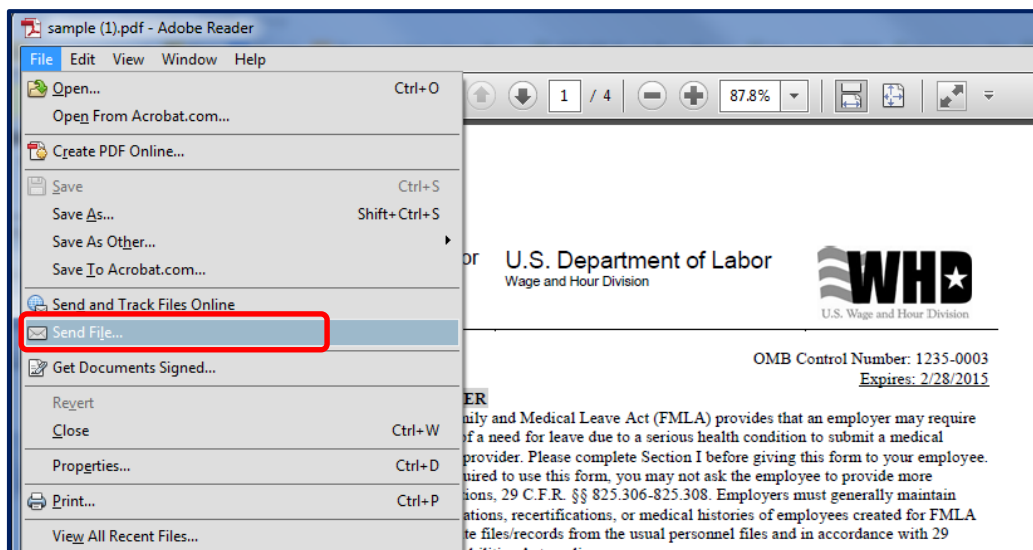 sample (1).pdf - Adobe Reader
File Edit View Window Help
Open... Ctrl+O
Open From Acrobat.com...
Create PDF Online...
Save Ctrl+S
Save As... Shift+Ctrl+S
Save As Other...
Save To Acrobat.com...
Send and Track Files Online
Send File...
Get Documents Signed...
Revert
Close Ctrl+W
Properties... Ctrl+D
Print... Ctrl+P
View All Recent Files...
1 / 4 87.8%
or U.S. Department of Labor
Wage and Hour Division
WHD
U.S. Wage and Hour Division
OMB Control Number: 1235-0003
Expires: 2/28/2015
ER
mily and Medical Leave Act (FMLA) provides that an employer may require
of a need for leave due to a serious health condition to submit a medical
provider. Please complete Section I before giving this form to your employee.
uired to use this form, you may not ask the employee to provide more
ions, 29 C.F.R. §§ 825.306-825.308. Employers must generally maintain
ations, recertifications, or medical histories of employees created for FMLA
te files/records from the usual personnel files and in accordance with 29